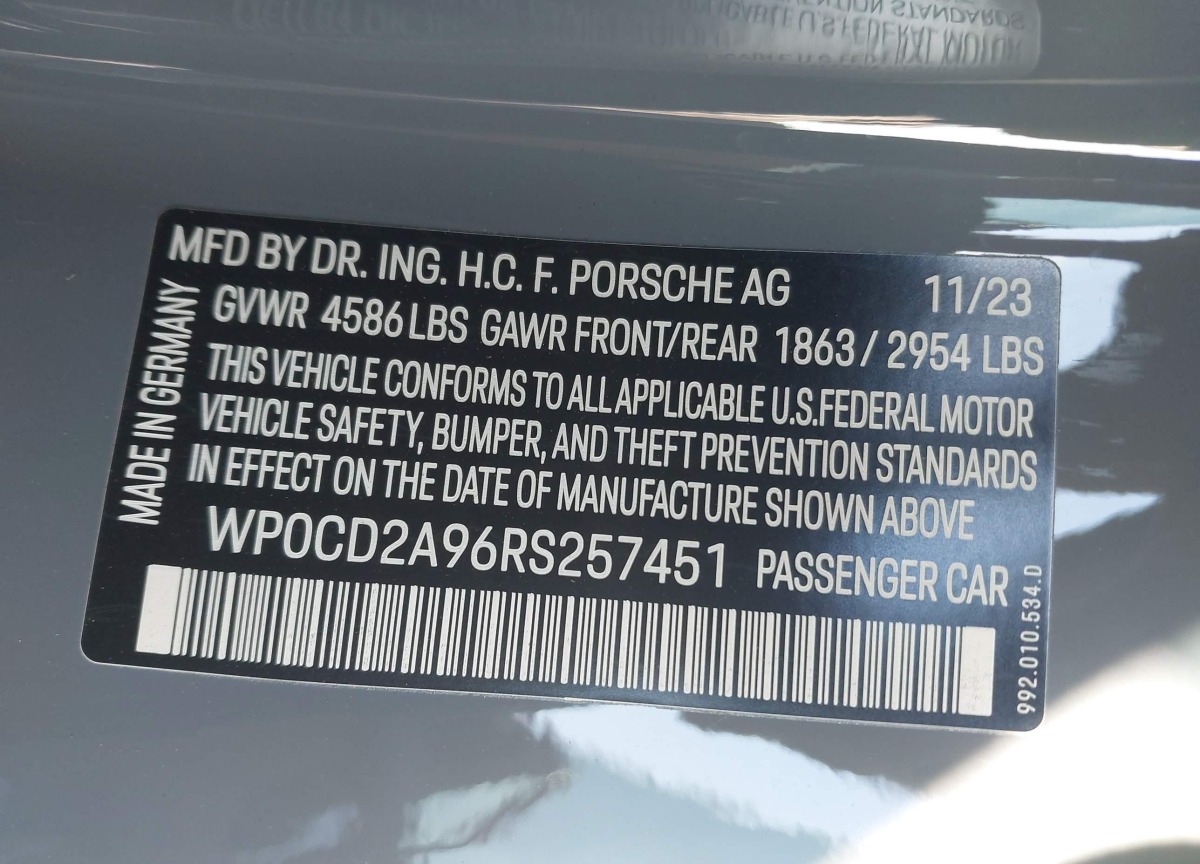 MFD BY DR. ING. H.C. F. PORSCHE AG 11/23
GVWR 4586 LBS GAWR FRONT/REAR 1863 / 2954 LBS
THIS VEHICLE CONFORMS TO ALL APPLICABLE U.S.FEDERAL MOTOR
VEHICLE SAFETY, BUMPER, AND THEFT PREVENTION STANDARDS
IN EFFECT ON THE DATE OF MANUFACTURE SHOWN ABOVE
WP0CD2A96RS257451 PASSENGER CAR
MADE IN GERMANY
992.010.534.D